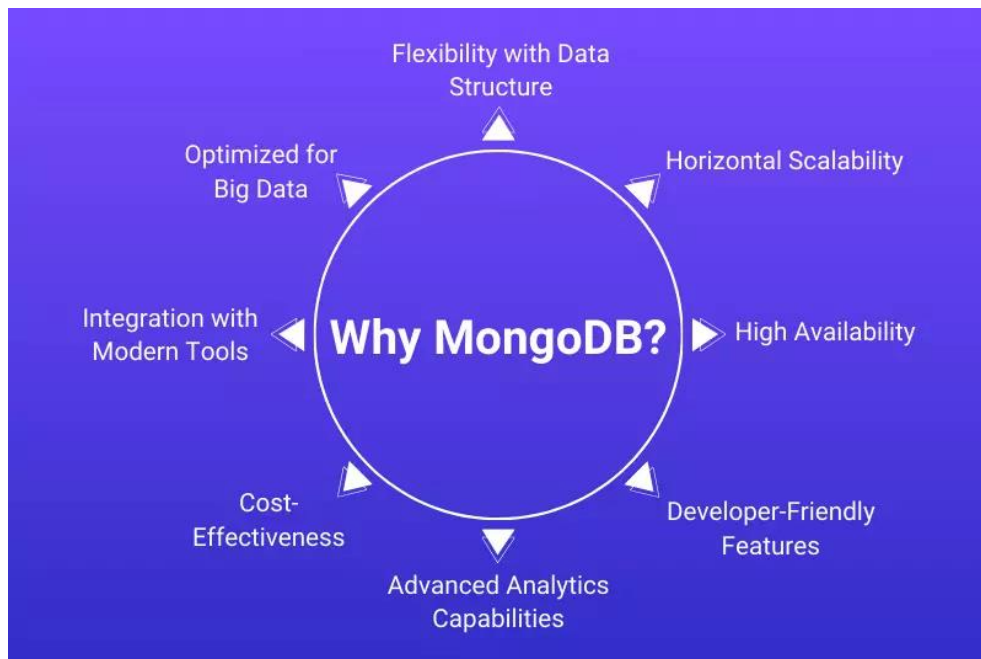 Flexibility with Data
Structure
Optimized for
Big Data
Horizontal Scalability
Integration with
Modern Tools
Why MongoDB?
High Availability
Cost-
Effectiveness
Developer-Friendly
Features
Advanced Analytics
Capabilities